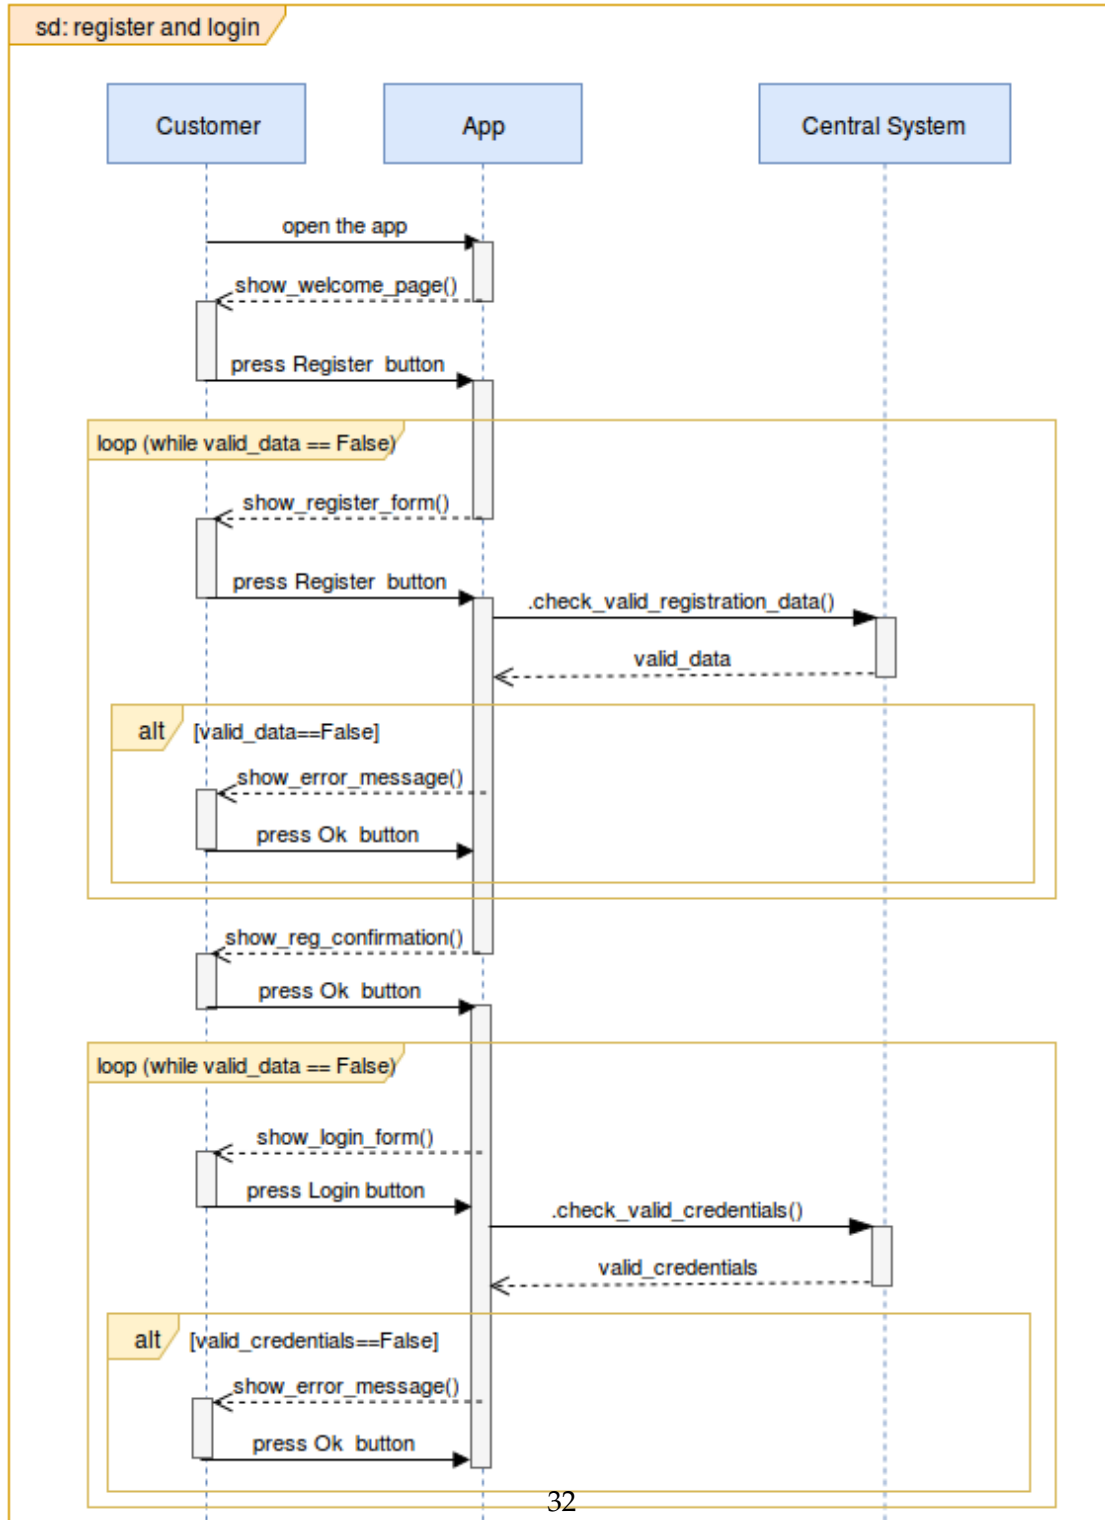 sd: register and login
Customer
App
Central System
open the app
show_welcome_page()
press Register button
loop (while valid_data == False)
show_register_form()
press Register button
.check_valid_registration_data()
valid_data
alt
[valid_data==False]
show_error_message()
press Ok button
show_reg_confirmation()
press Ok button
loop (while valid_data == False)
show_login_form()
press Login button
.check_valid_credentials()
valid_credentials
alt
[valid_credentials==False]
show_error_message()
press Ok button
32